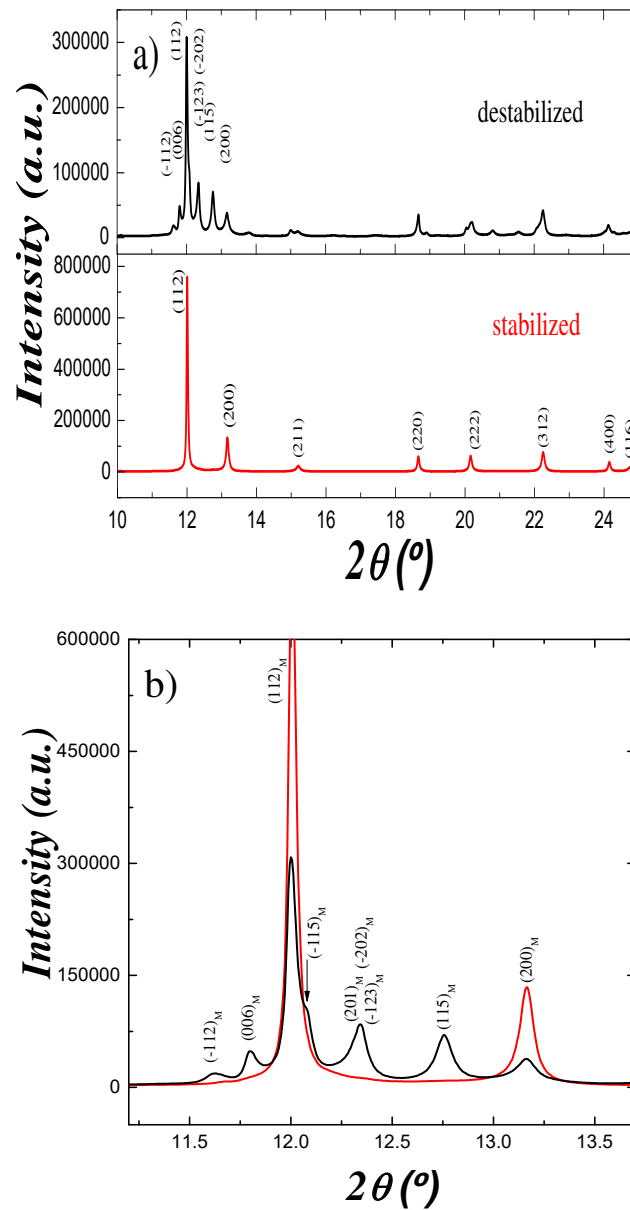 a)
(-112)
(006)
(112)
(-202)
(-123)
(115)
(200)
destabilized
300000
200000
100000
0
Intensity (a.u.)
stabilized
800000
600000
400000
200000
0
(112)
(200)
(211)
(220)
(222)
(312)
(400)
(116)
10 12 14 16 18 20 22 24
2θ (º)
b)
600000
450000
300000
150000
0
Intensity (a.u.)
(-112)M
(006)M
(112)M
(-115)M
(201)M (-202)M
(-123)M
(115)M
(200)M
11.5 12.0 12.5 13.0 13.5
2θ (º)